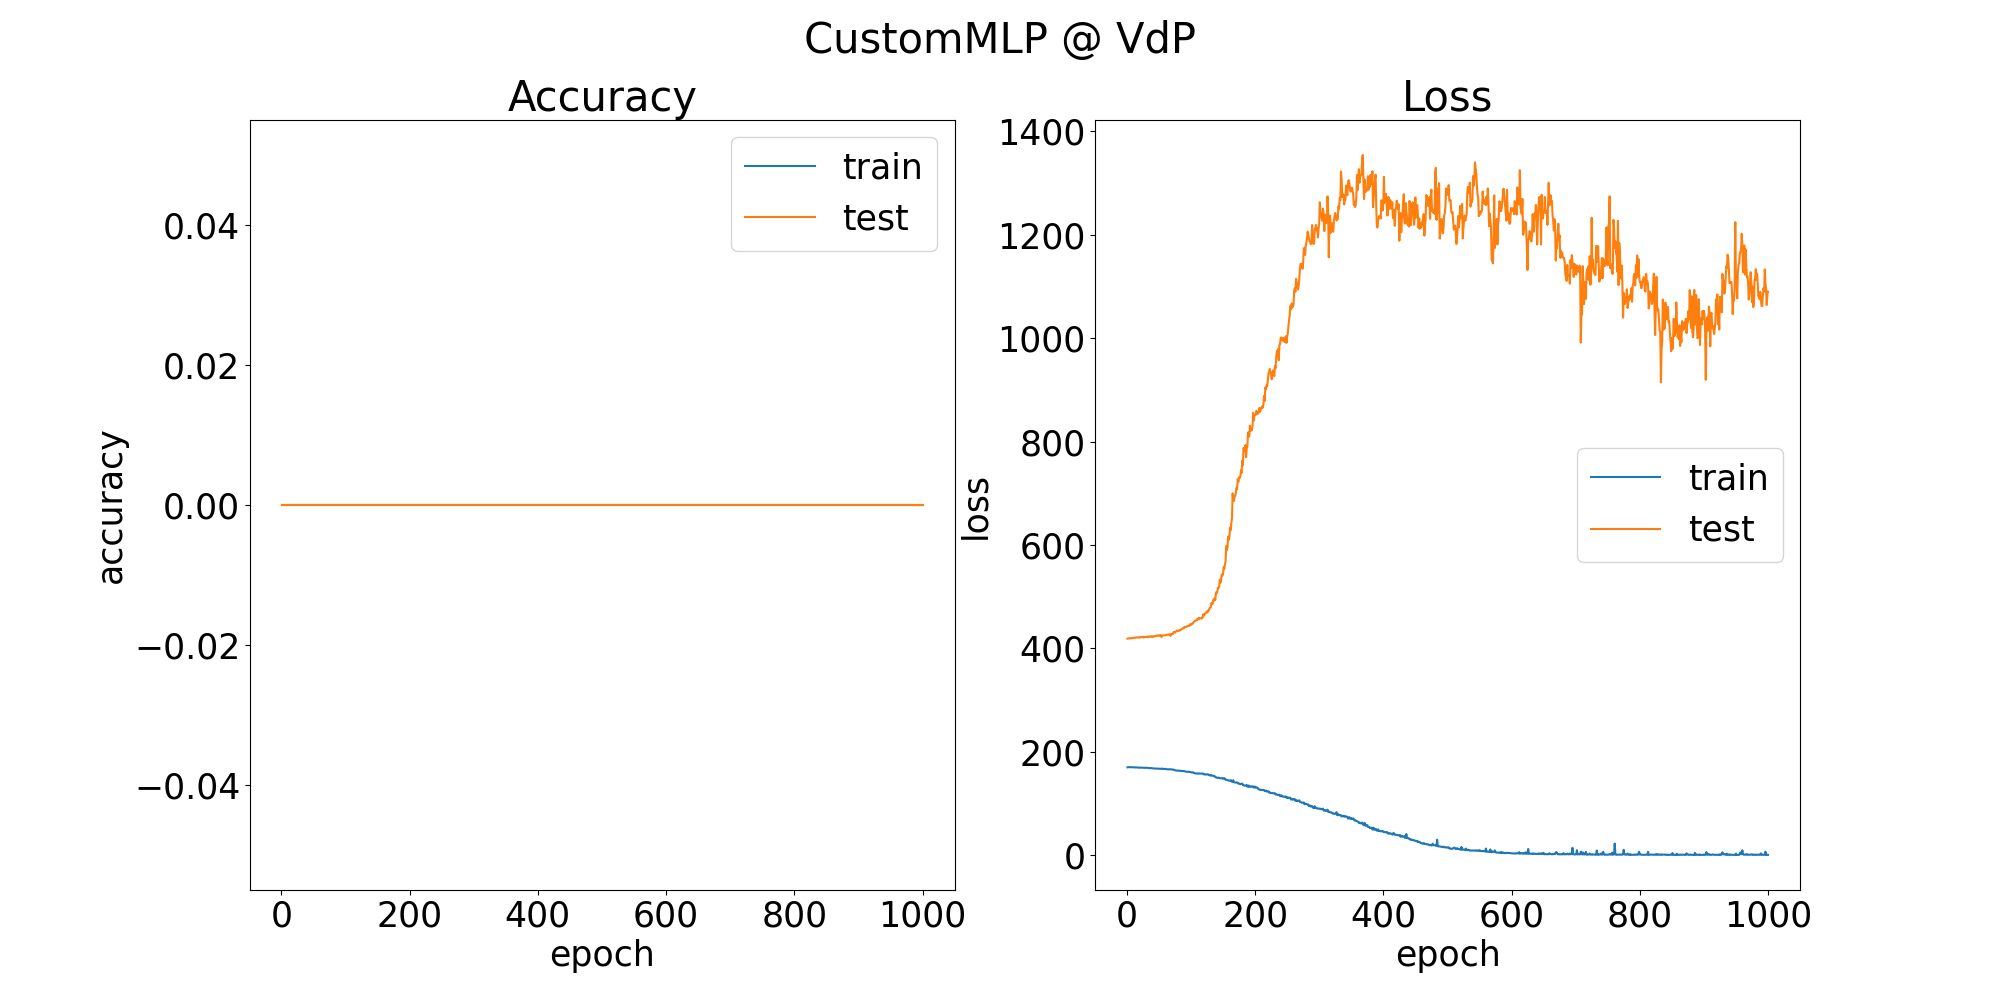 CustomMLP @ VdP
Accuracy
train
test
0.04
0.02
0.00
−0.02
−0.04
accuracy
0 200 400 600 800 1000
epoch
Loss
1400
1200
1000
800
600
400
200
0
loss
train
test
0 200 400 600 800 1000
epoch